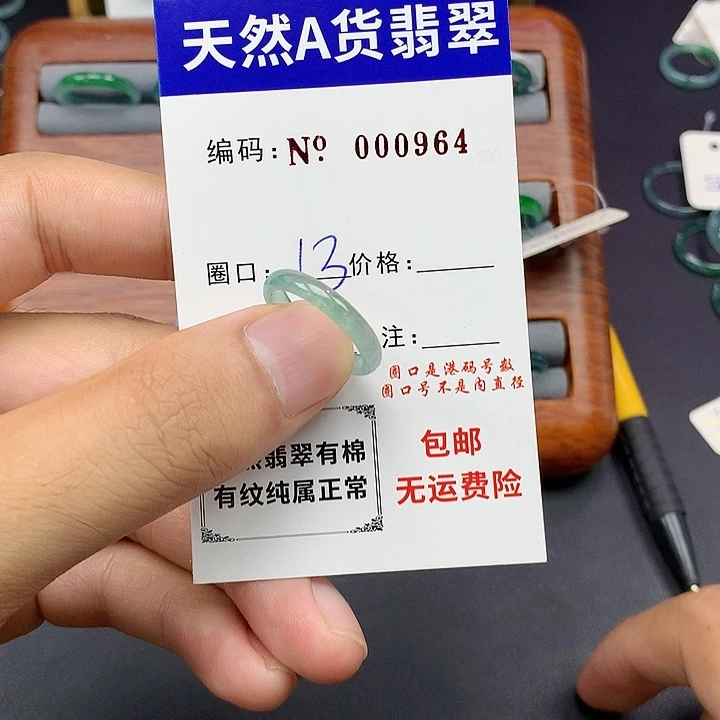 天然A货翡翠
编码：Nº 000964
圈口：13 价格：
注：
圈口是港码号数
圈口号不是内直径
翡翠有棉
有纹纯属正常
包邮
无运费险